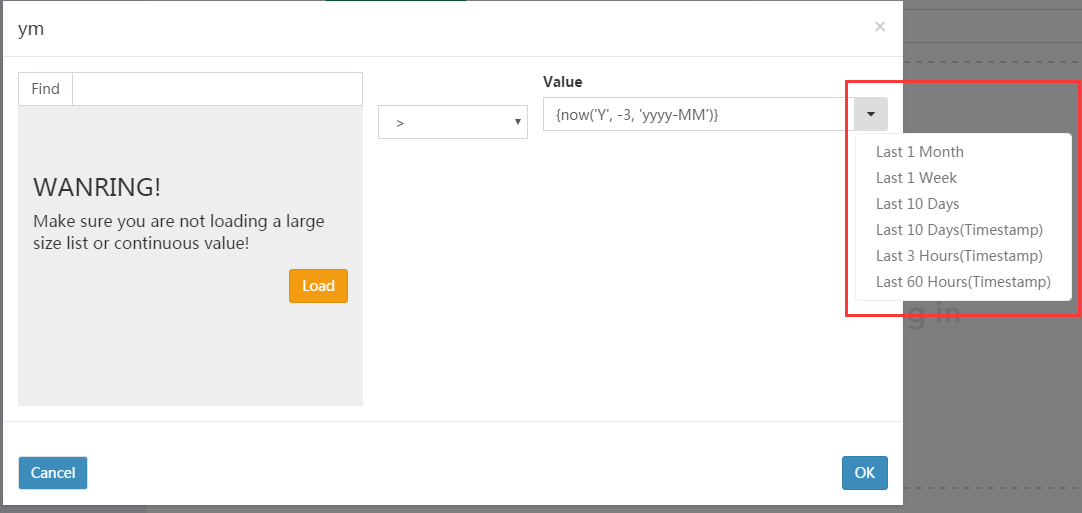 ym
×
Find
Value
>
{now('Y', -3, 'yyyy-MM')}
Last 1 Month
Last 1 Week
Last 10 Days
Last 10 Days(Timestamp)
Last 3 Hours(Timestamp)
Last 60 Hours(Timestamp)
WANRING!
Make sure you are not loading a large
size list or continuous value!
Load
g in
Cancel
OK